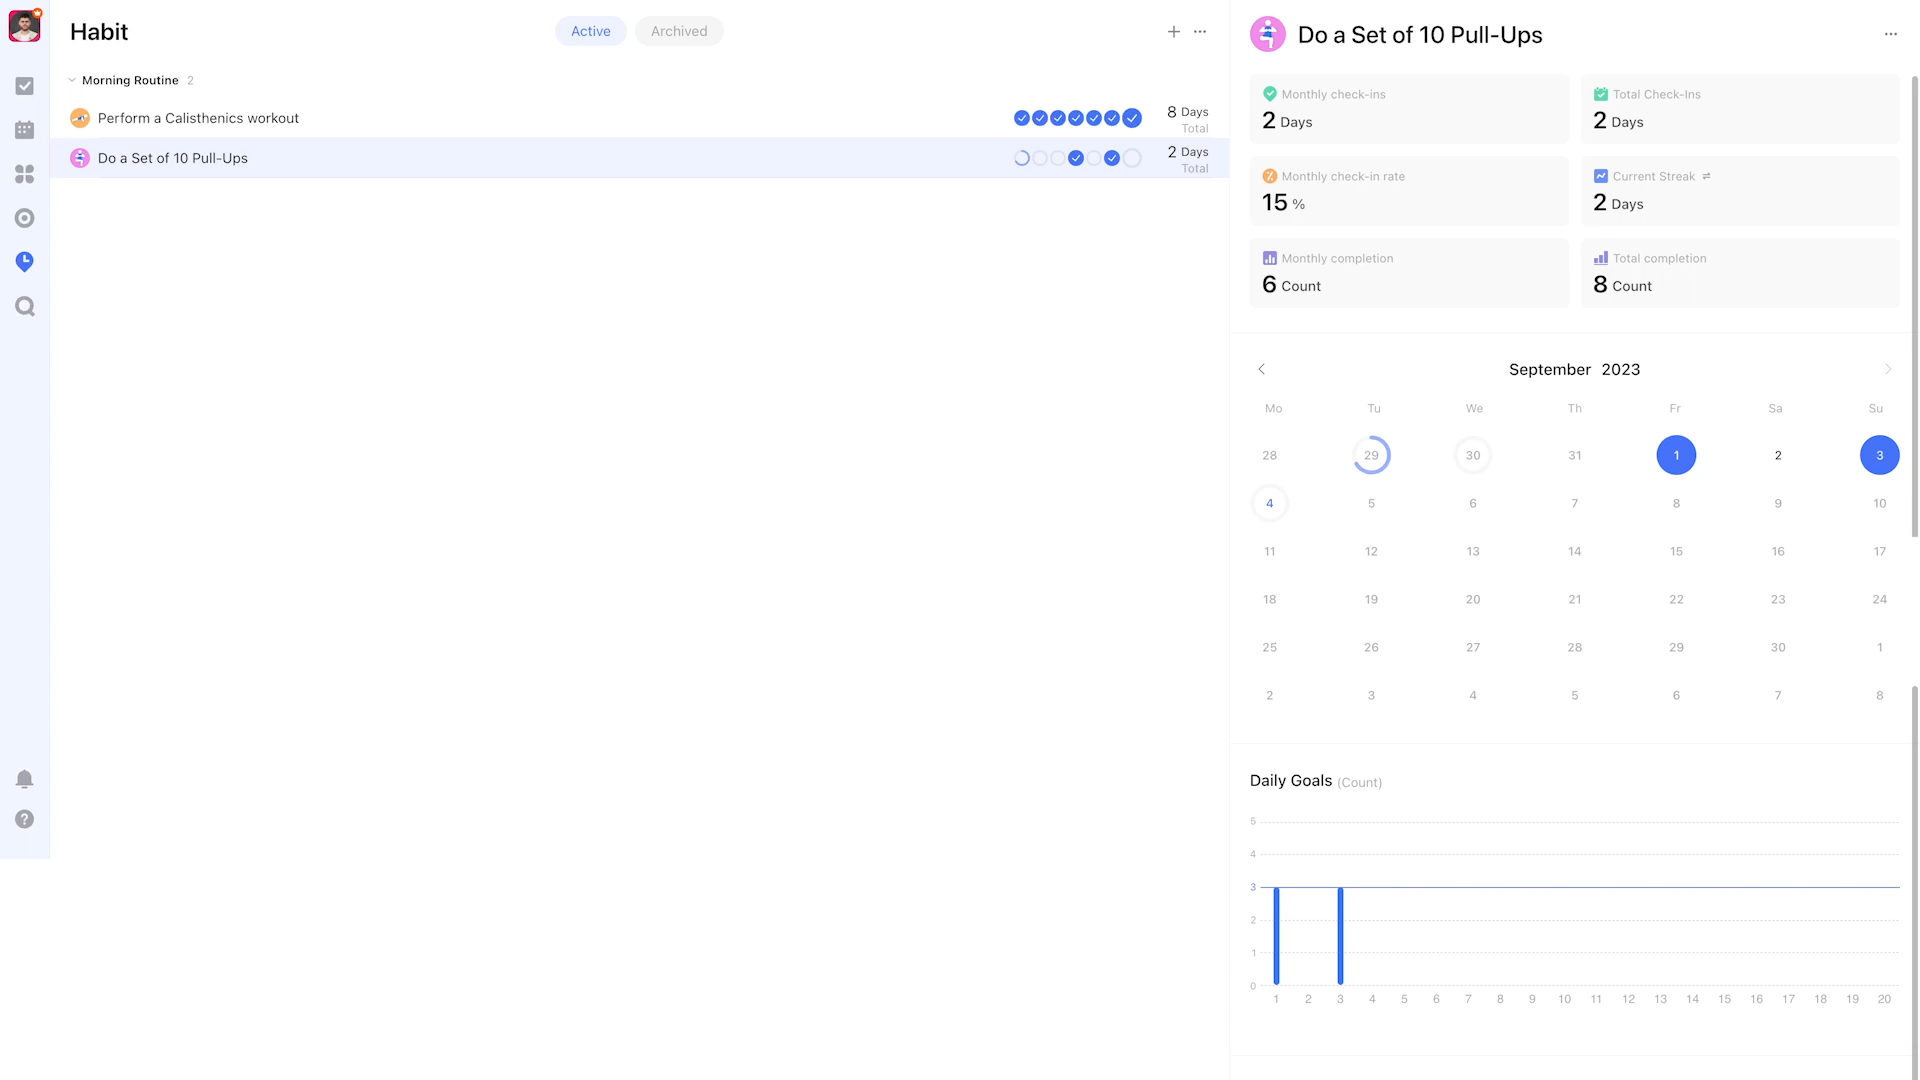 Habit
Active
Archived
Morning Routine 2
Perform a Calisthenics workout
8 Days
Total
Do a Set of 10 Pull-Ups
2 Days
Total
Do a Set of 10 Pull-Ups
Monthly check-ins
2 Days
Total Check-Ins
2 Days
Monthly check-in rate
15 %
Current Streak
2 Days
Monthly completion
6 Count
Total completion
8 Count
September 2023
Mo Tu We Th Fr Sa Su
28 29 30 31 1 2 3
4 5 6 7 8 9 10
11 12 13 14 15 16 17
18 19 20 21 22 23 24
25 26 27 28 29 30 1
2 3 4 5 6 7 8
Daily Goals (Count)
5
4
3
2
1
0
1 2 3 4 5 6 7 8 9 10 11 12 13 14 15 16 17 18 19 20